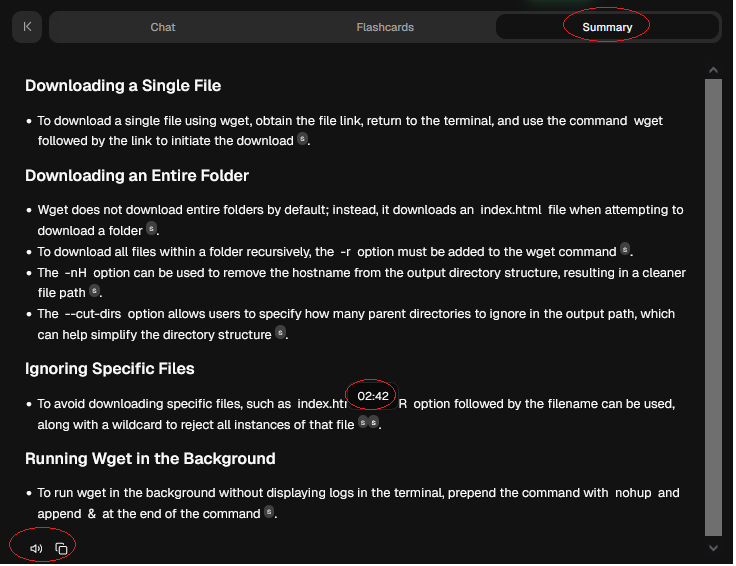 Chat Flashcards Summary
Downloading a Single File
• To download a single file using wget, obtain the file link, return to the terminal, and use the command wget
followed by the link to initiate the download s.
Downloading an Entire Folder
• Wget does not download entire folders by default; instead, it downloads an index.html file when attempting to
download a folder s.
• To download all files within a folder recursively, the -r option must be added to the wget command s.
• The -nH option can be used to remove the hostname from the output directory structure, resulting in a cleaner
file path s.
• The --cut-dirs option allows users to specify how many parent directories to ignore in the output path, which
can help simplify the directory structure s.
Ignoring Specific Files
• To avoid downloading specific files, such as 02:42 R option followed by the filename can be used,
along with a wildcard to reject all instances of that file s s.
Running Wget in the Background
• To run wget in the background without displaying logs in the terminal, prepend the command with nohup and
append & at the end of the command s.